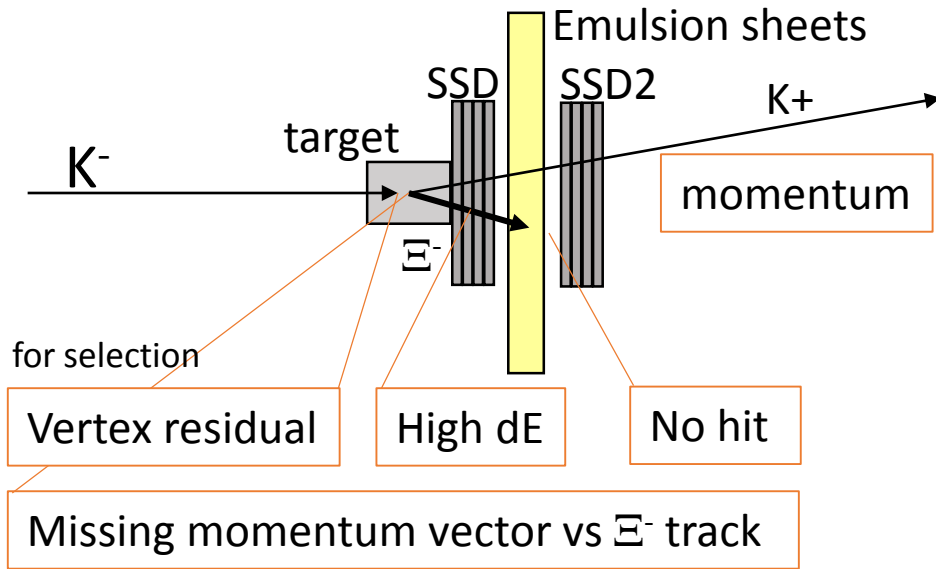 Emulsion sheets
SSD
SSD2
K+
target
K⁻
momentum
Ξ⁻
for selection
Vertex residual
High dE
No hit
Missing momentum vector vs Ξ⁻ track